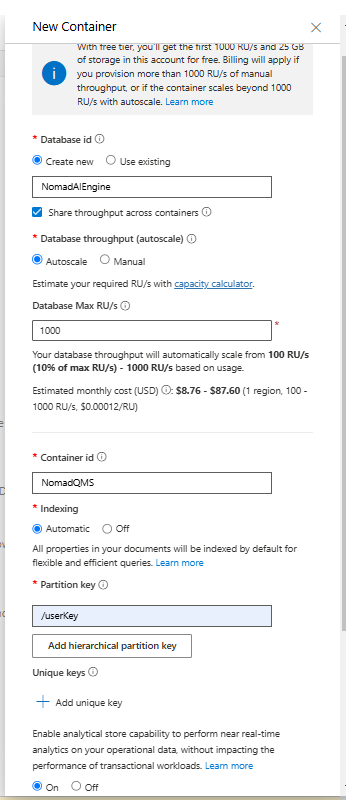 New Container
With free tier, you'll get the first 1000 RU/s and 25 GB
of storage in this account for free. Billing will apply if
you provision more than 1000 RU/s of manual
throughput, or if the container scales beyond 1000
RU/s with autoscale. Learn more
* Database id
Create new Use existing
NomadAIEngine
Share throughput across containers
* Database throughput (autoscale)
Autoscale Manual
Estimate your required RU/s with capacity calculator.
Database Max RU/s
1000 *
Your database throughput will automatically scale from 100 RU/s
(10% of max RU/s) - 1000 RU/s based on usage.
Estimated monthly cost (USD) : $8.76 - $87.60 (1 region, 100 -
1000 RU/s, $0.00012/RU)
* Container id
NomadQMS
* Indexing
Automatic Off
All properties in your documents will be indexed by default for
flexible and efficient queries. Learn more
* Partition key
/userKey
Add hierarchical partition key
Unique keys
Add unique key
Enable analytical store capability to perform near real-time
analytics on your operational data, without impacting the
performance of transactional workloads. Learn more
On Off